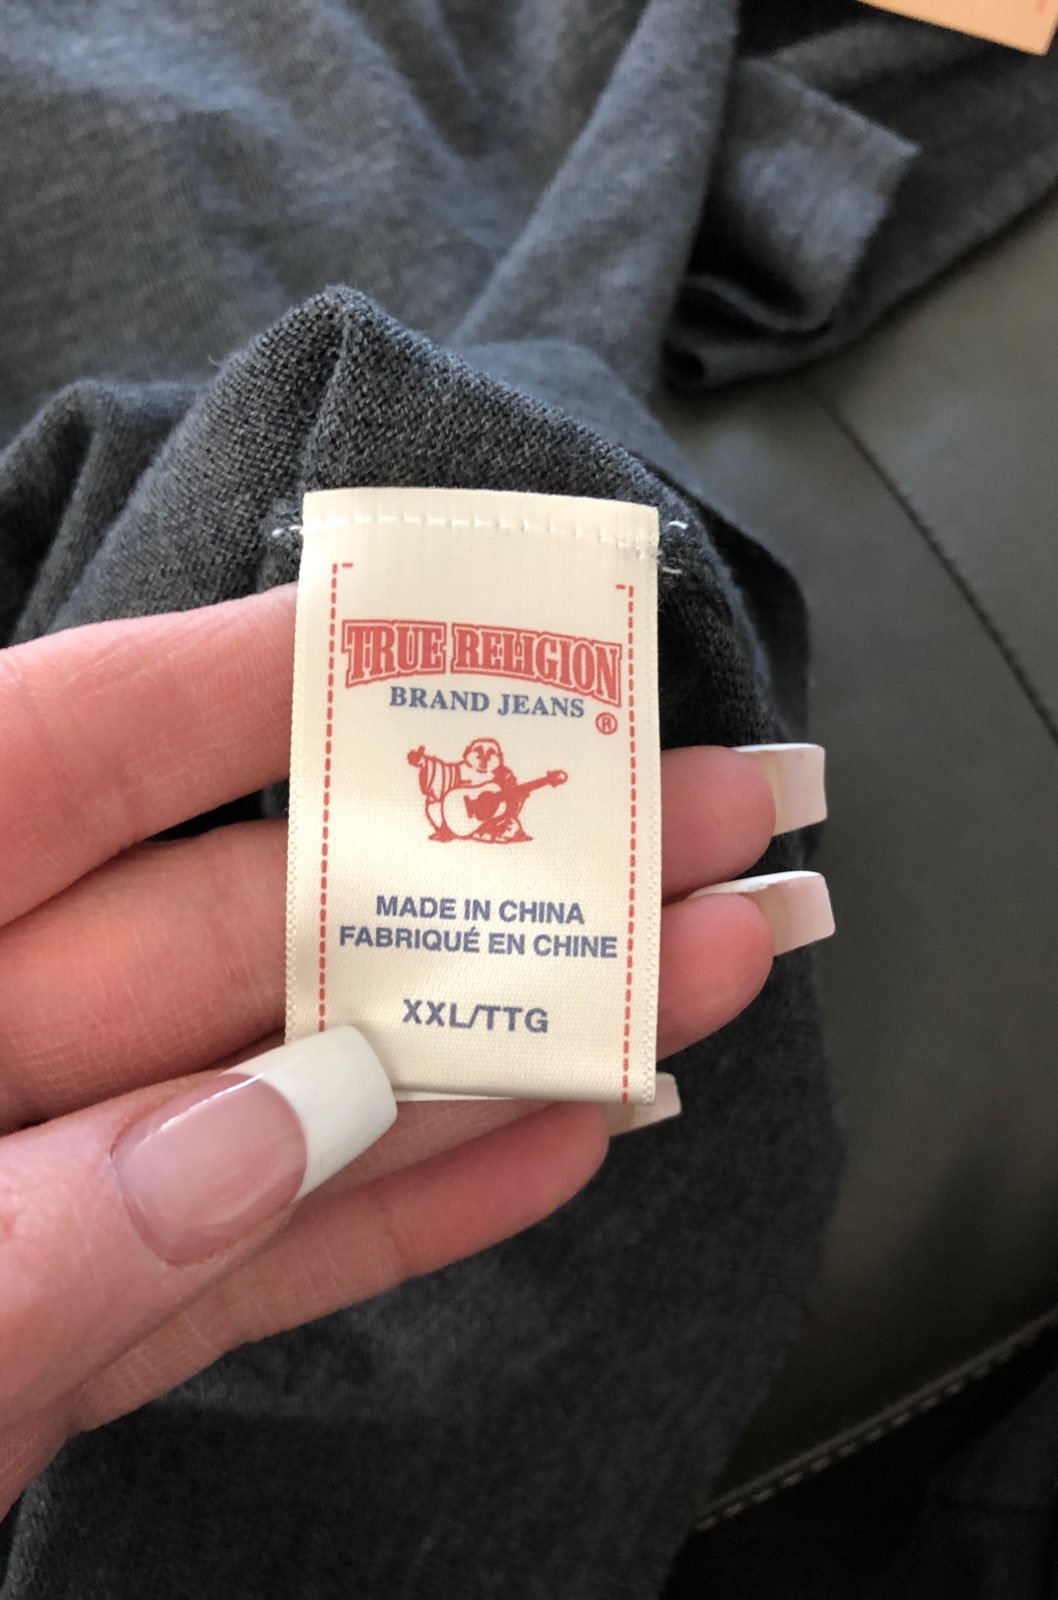 TRUE RELIGION
BRAND JEANS ®
MADE IN CHINA
FABRIQUÉ EN CHINE
XXL/TTG